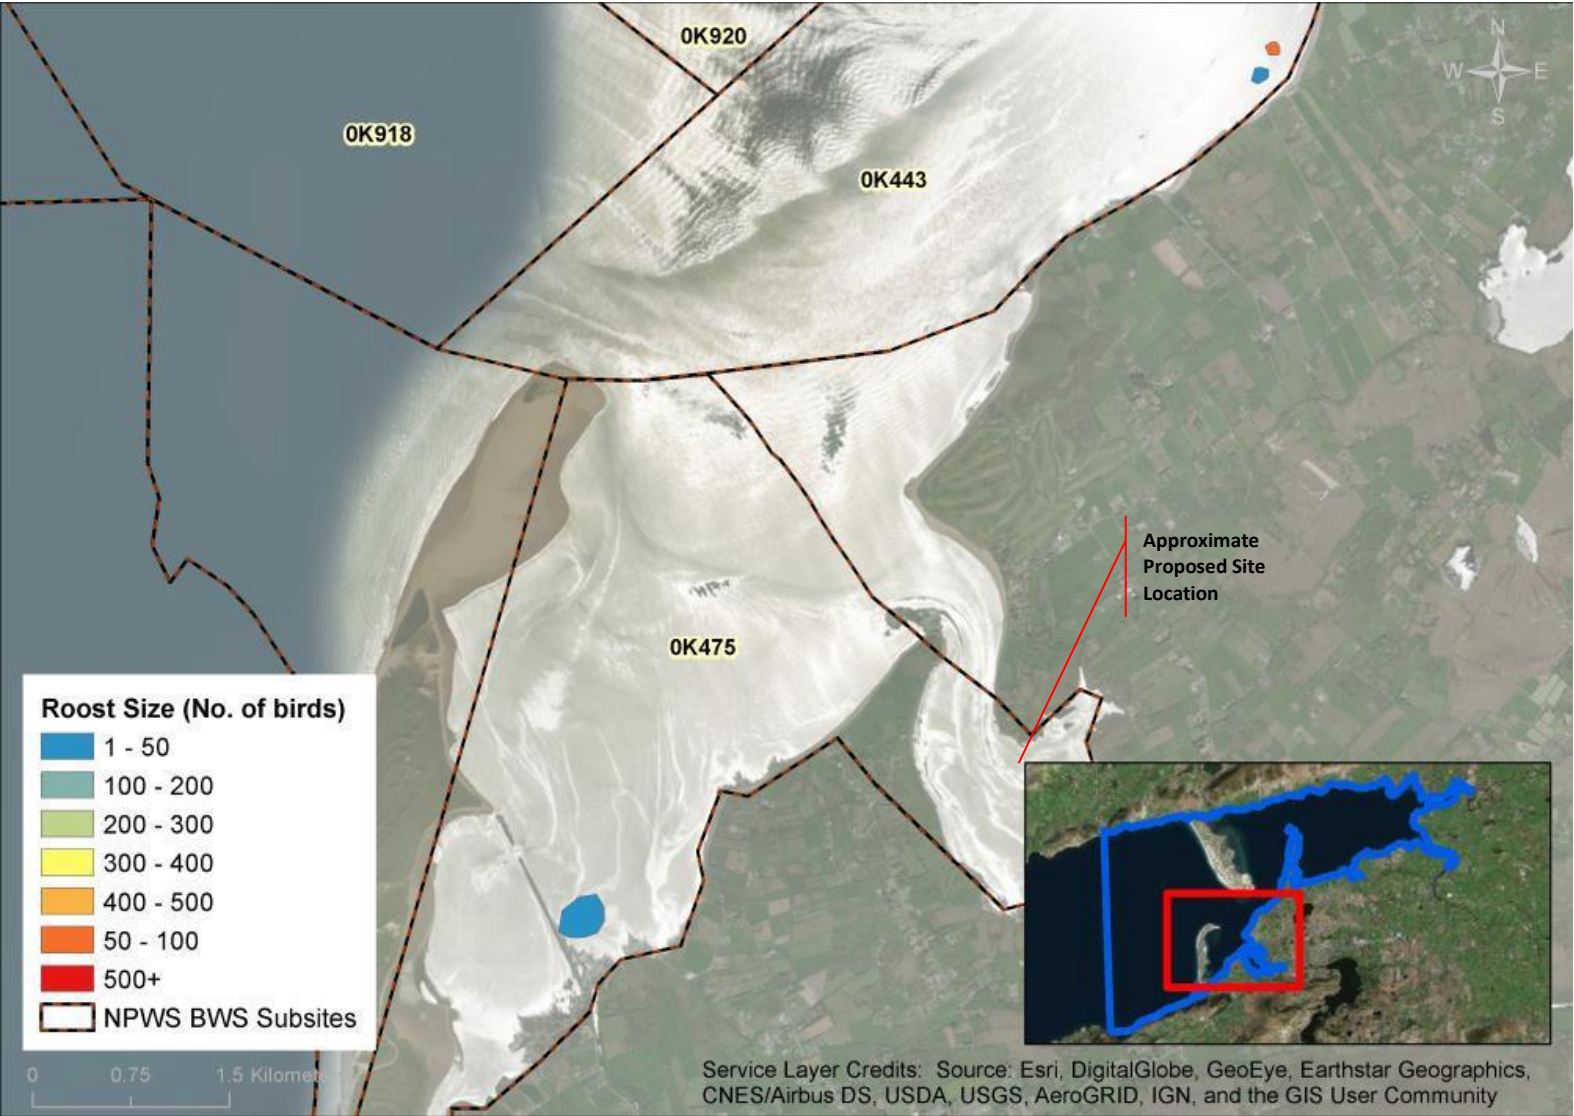 0K920
N
W E
S
0K918
0K443
Approximate
Proposed Site
Location
0K475
Roost Size (No. of birds)
1 - 50
100 - 200
200 - 300
300 - 400
400 - 500
50 - 100
500+
NPWS BWS Subsites
0 0.75 1.5 Kilomet
Service Layer Credits: Source: Esri, DigitalGlobe, GeoEye, Earthstar Geographics,
CNES/Airbus DS, USDA, USGS, AeroGRID, IGN, and the GIS User Community